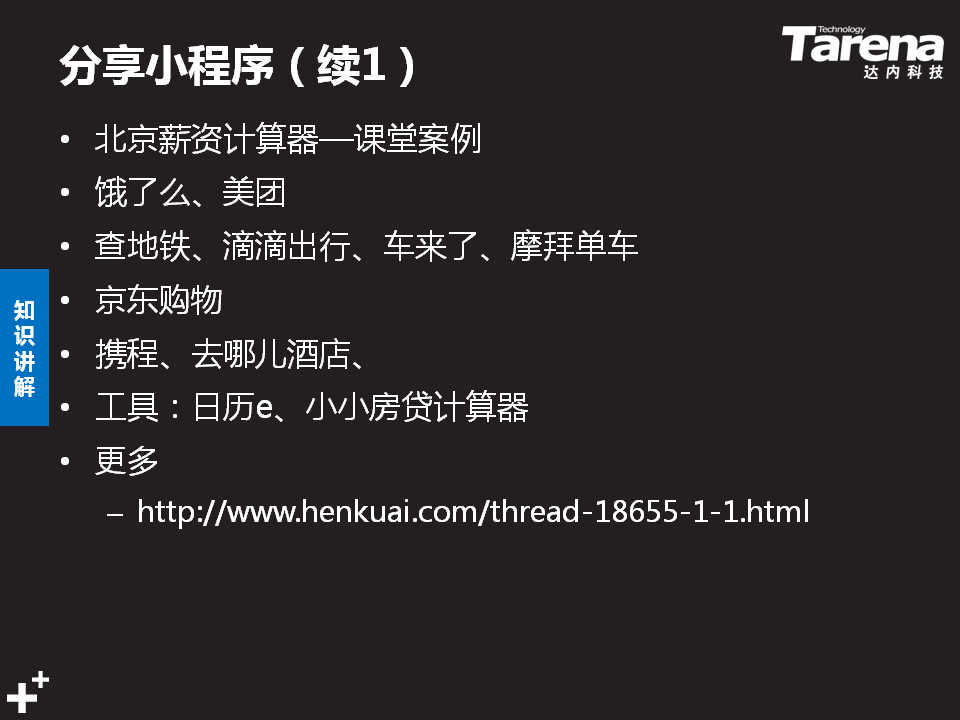 分享小程序（续1）
Technology
Tarena
达内科技
• 北京薪资计算器—课堂案例
• 饿了么、美团
• 查地铁、滴滴出行、车来了、摩拜单车
• 京东购物
• 携程、去哪儿酒店、
• 工具：日历e、小小房贷计算器
• 更多
– http://www.henkuai.com/thread-18655-1-1.html
知识讲解